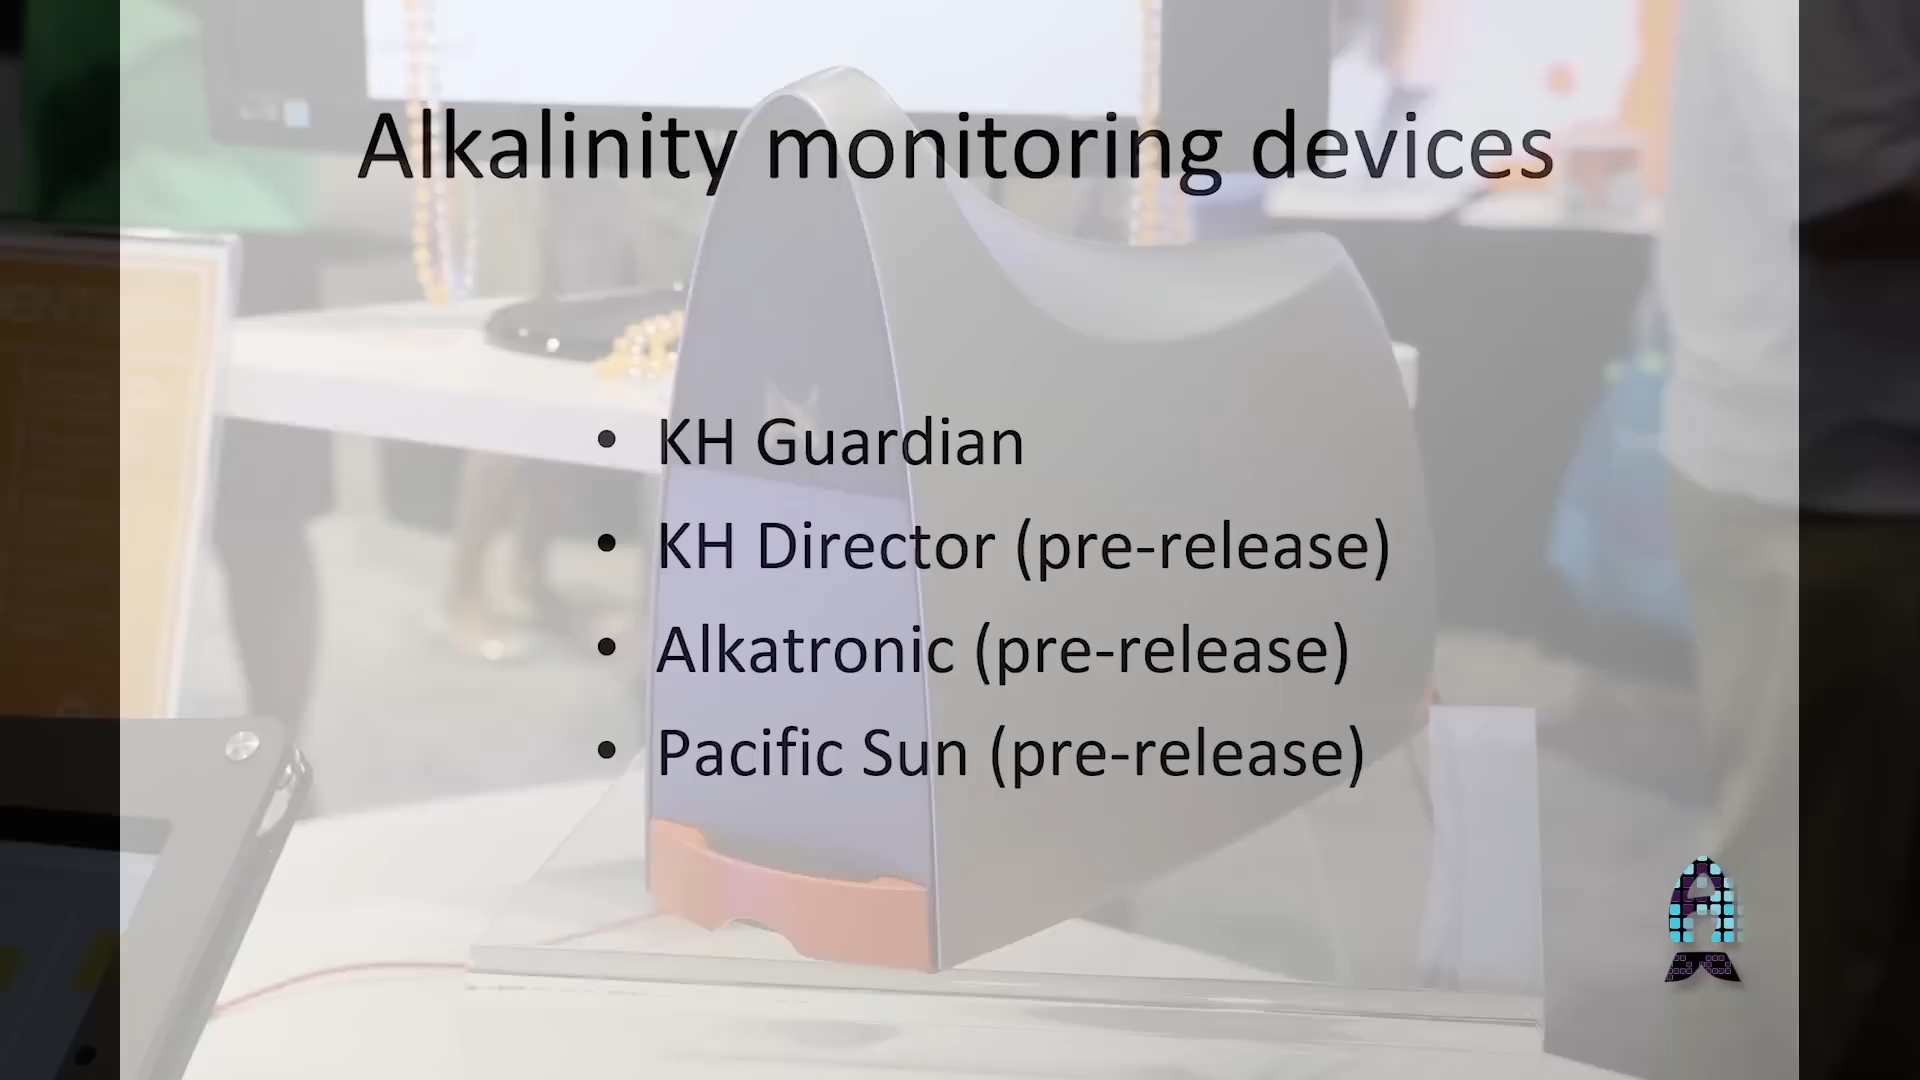 Alkalinity monitoring devices
• KH Guardian
• KH Director (pre-release)
• Alkatronic (pre-release)
• Pacific Sun (pre-release)